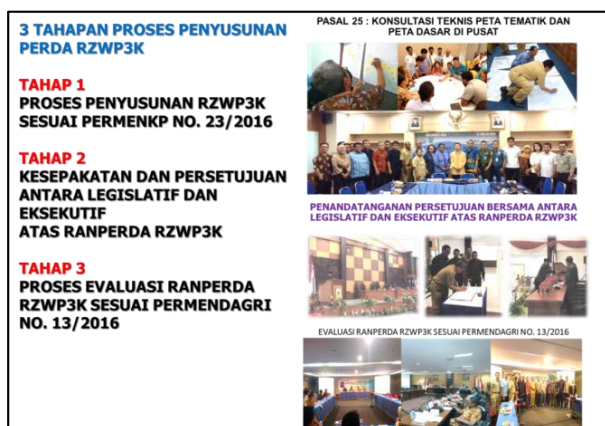 3 TAHAPAN PROSES PENYUSUNAN
PERDA RZWP3K
TAHAP 1
PROSES PENYUSUNAN RZWP3K
SESUAI PERMENKP NO. 23/2016
TAHAP 2
KESEPAKATAN DAN PERSETUJUAN
ANTARA LEGISLATIF DAN
EKSEKUTIF
ATAS RANPERDA RZWP3K
TAHAP 3
PROSES EVALUASI RANPERDA
RZWP3K SESUAI PERMENDAGRI
NO. 13/2016
PASAL 25 : KONSULTASI TEKNIS PETA TEMATIK DAN
PETA DASAR DI PUSAT
PENANDATANGANAN PERSETUJUAN BERSAMA ANTARA
LEGISLATIF DAN EKSEKUTIF ATAS RANPERDA RZWP3K
EVALUASI RANPERDA RZWP3K SESUAI PERMENDAGRI NO. 13/2016